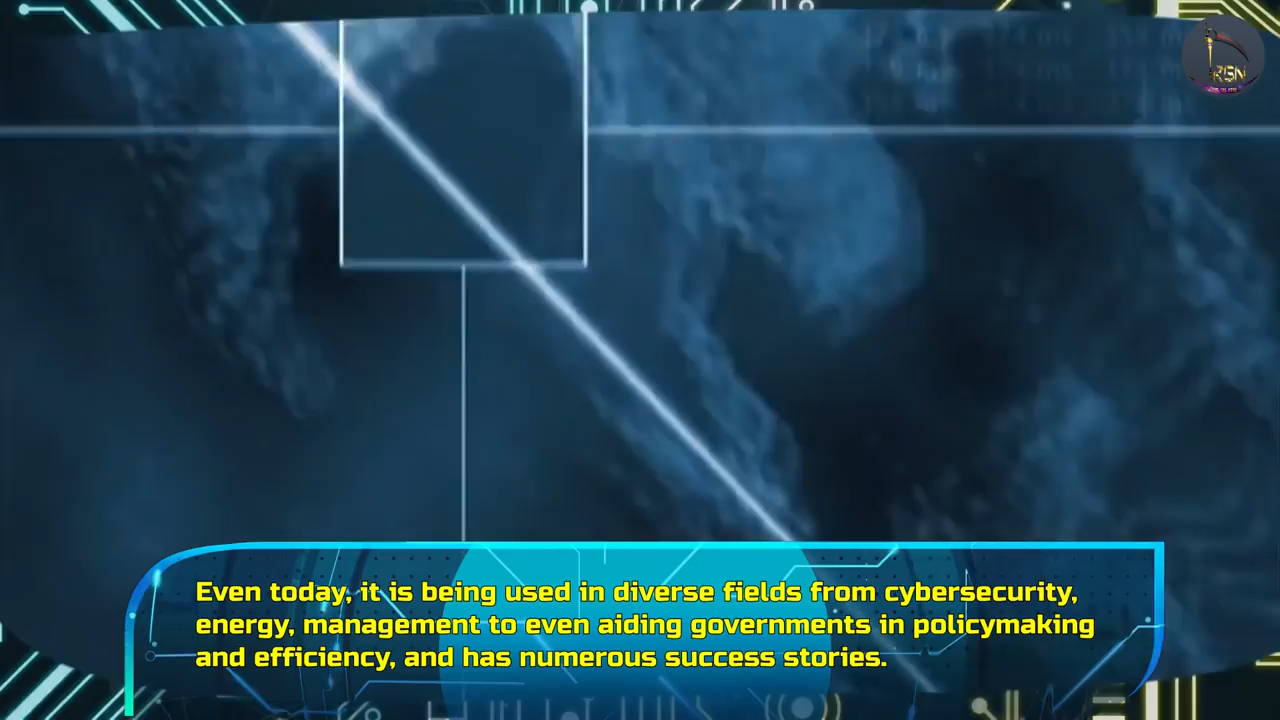 RSN
Even today, it is being used in diverse fields from cybersecurity,
energy, management to even aiding governments in policymaking
and efficiency, and has numerous success stories.